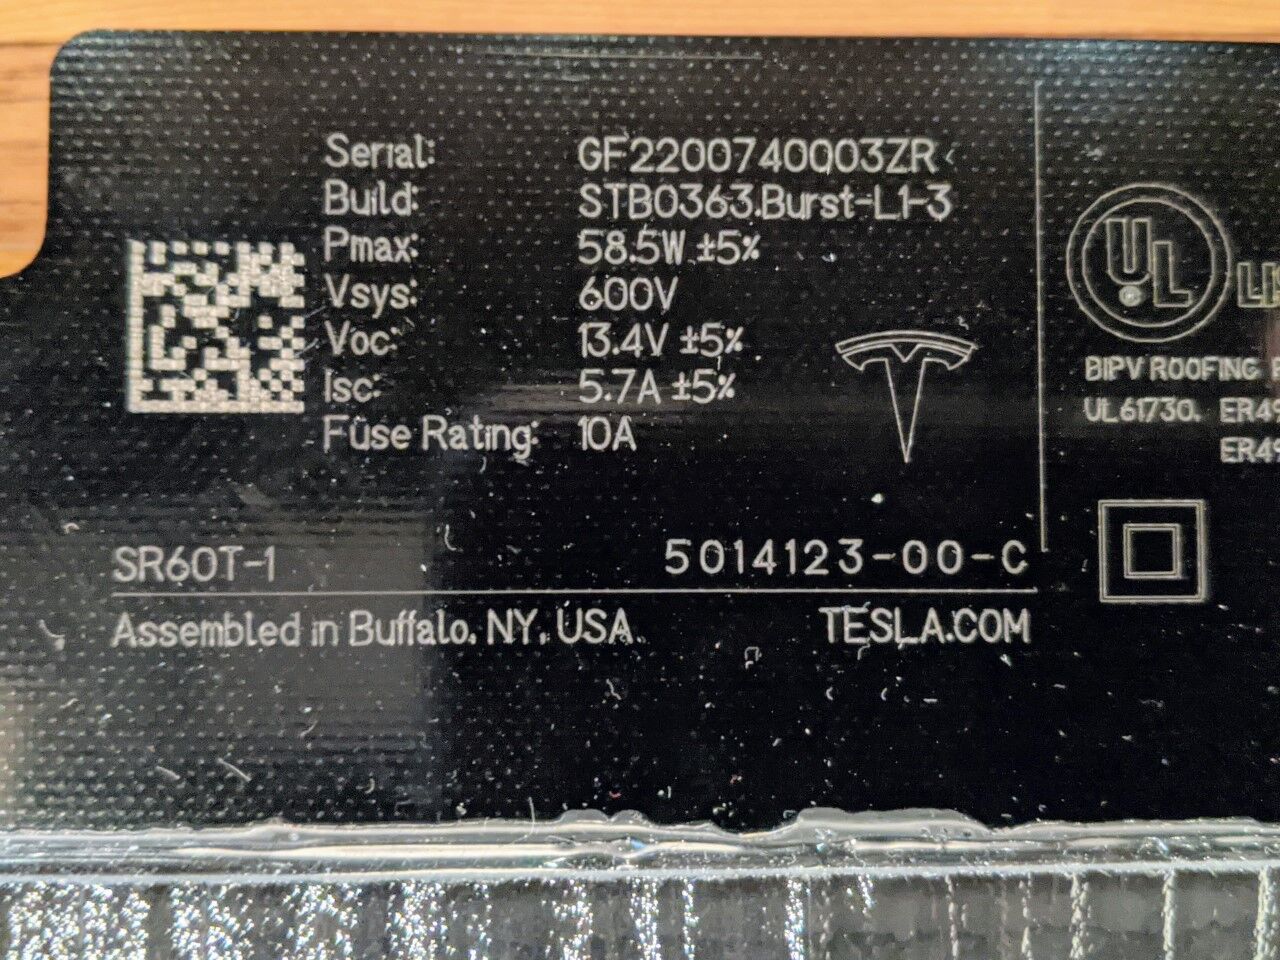 Serial: GF2200740003ZR
Build: STB0363.Burst-L1-3
Pmax: 58.5W ±5%
Vsys: 600V
Voc: 13.4V ±5%
Isc: 5.7A ±5%
Fuse Rating: 10A
SR60T-1 5014123-00-C
Assembled in Buffalo, NY, USA. TESLA.COM
UL
BIPV ROOFING
UL61730.